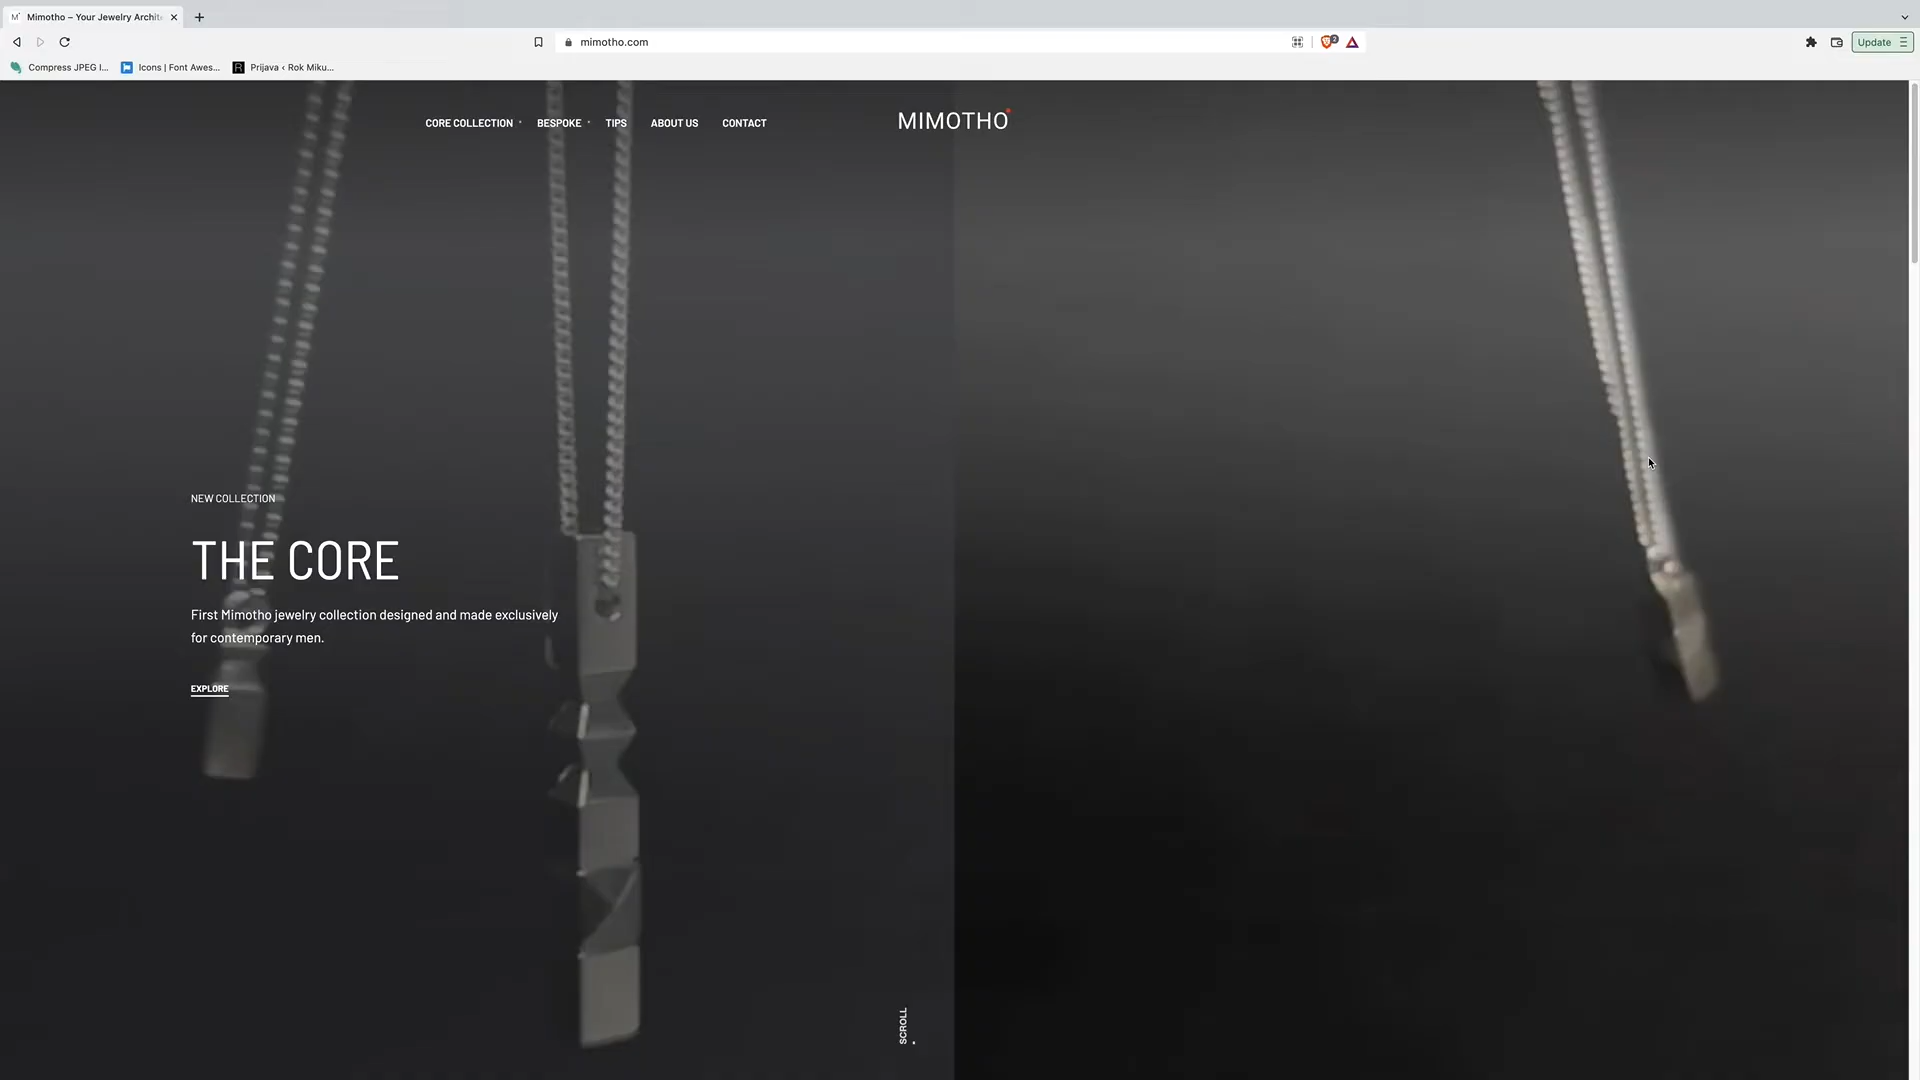 Mimotho – Your Jewelry Archit
mimotho.com
2
Update
Compress JPEG I...
Icons | Font Awes...
Prijava ‹ Rok Miku...
CORE COLLECTION
BESPOKE
TIPS
ABOUT US
CONTACT
MIMOTHO
NEW COLLECTION
THE CORE
First Mimotho jewelry collection designed and made exclusively
for contemporary men.
EXPLORE
SCROLL